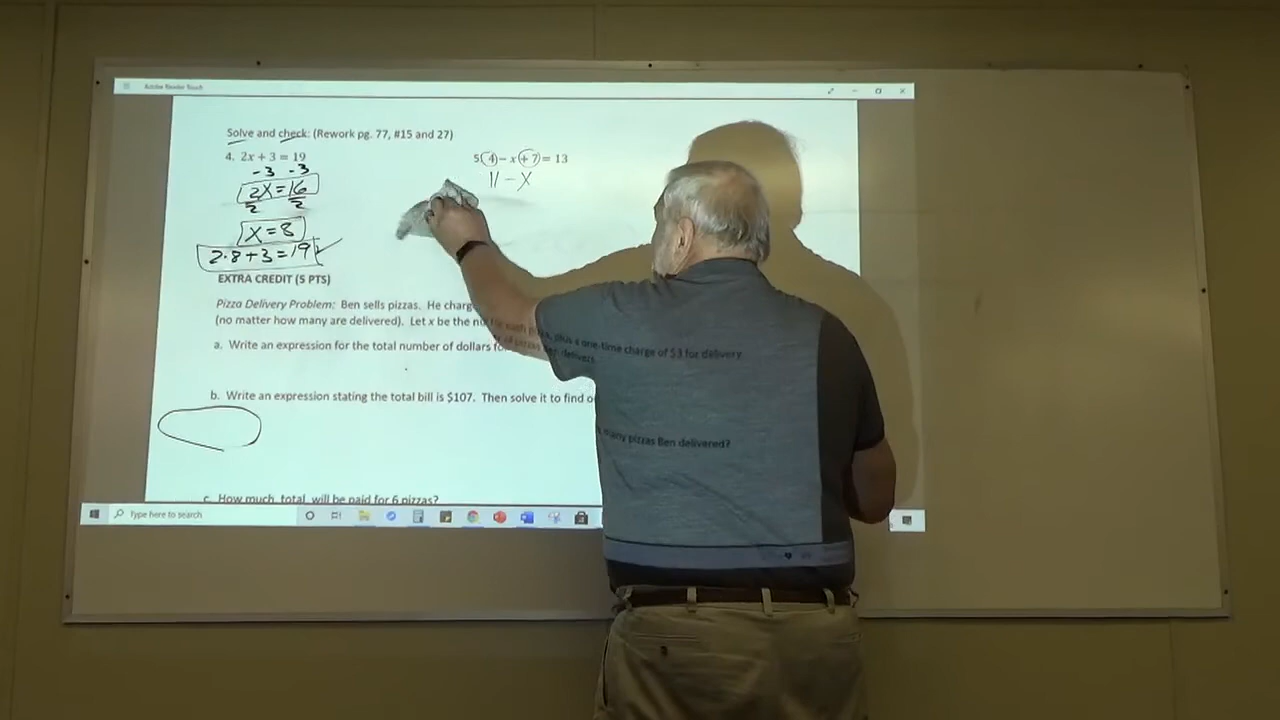 Adobe Reader Touch
Solve and check: (Rework pg. 77, #15 and 27)
4. 2x + 3 = 19
-3 -3
2x = 16
2 2
x = 8
2·8 + 3 = 19 ✓
5 4 – x + 7 = 13
11 - x
EXTRA CREDIT (5 PTS)
Pizza Delivery Problem: Ben sells pizzas. He charg each pizza, plus a one-time charge of $3 for delivery
(no matter how many are delivered). Let x be the nu of pizzas Ben delivers.
a. Write an expression for the total number of dollars fo
b. Write an expression stating the total bill is $107. Then solve it to find o many pizzas Ben delivered?
c. How much, total, will be paid for 6 pizzas?
Type here to search